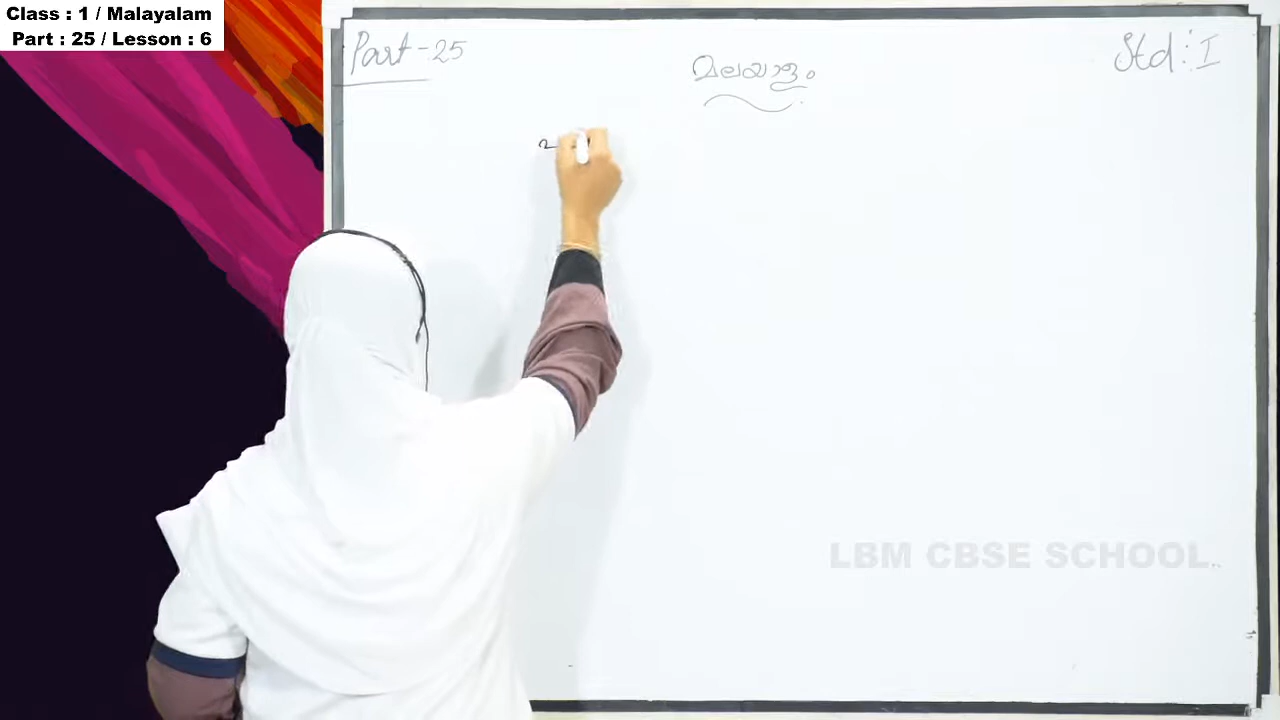 Class : 1 / Malayalam
Part : 25 / Lesson : 6
Part - 25
മലയാളം
Std : I
LBM CBSE SCHOOL